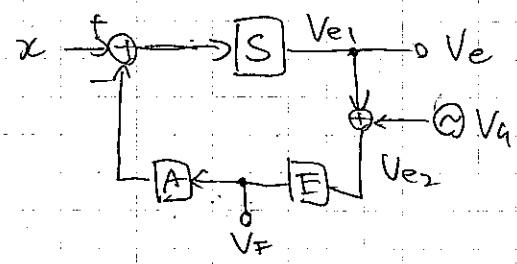 Ve1
x + + S Ve
−
+ ~ Va
Ve2
A E
VF